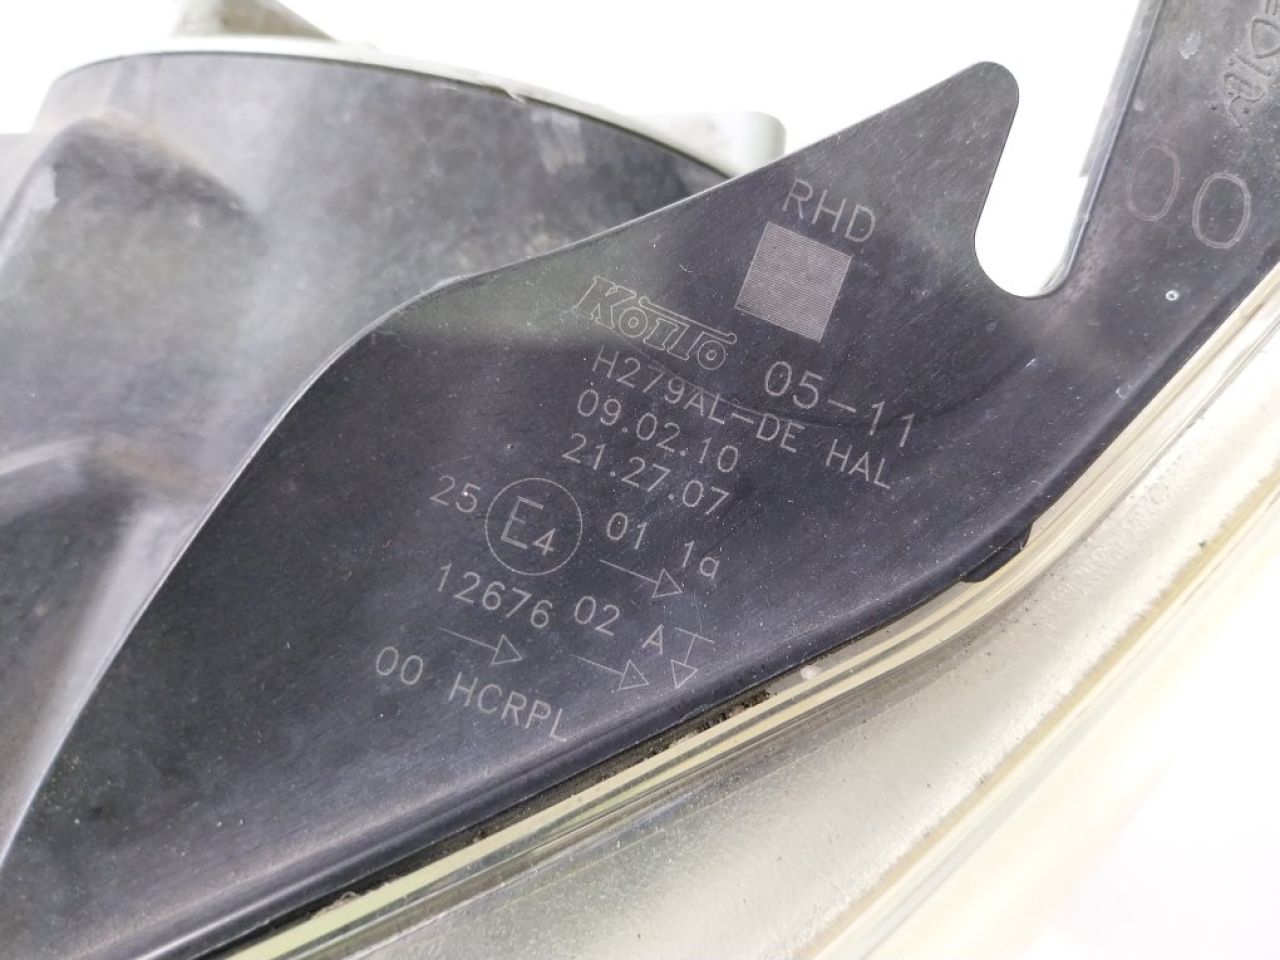 RHD
KOITO 05-11
H279AL-DE HAL
09.02.10
21.27.07
25 E4 01 1a
12676 02 A
00 HCRPL
00